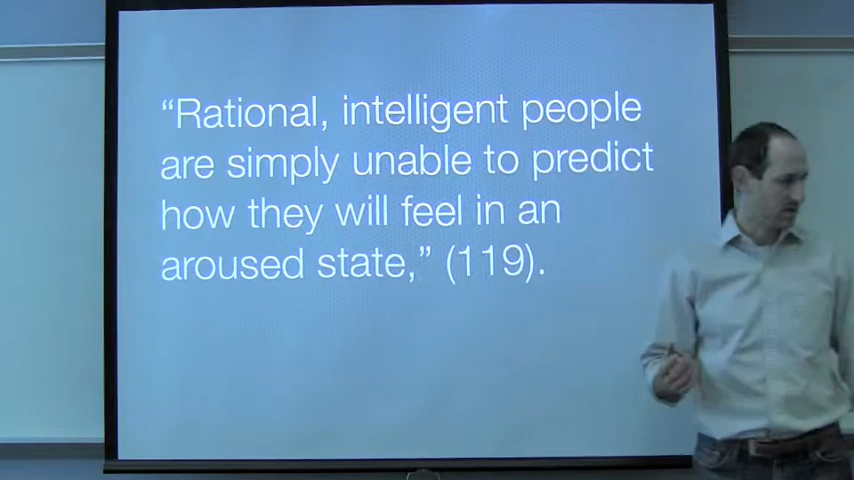 “Rational, intelligent people
are simply unable to predict
how they will feel in an
aroused state,” (119).